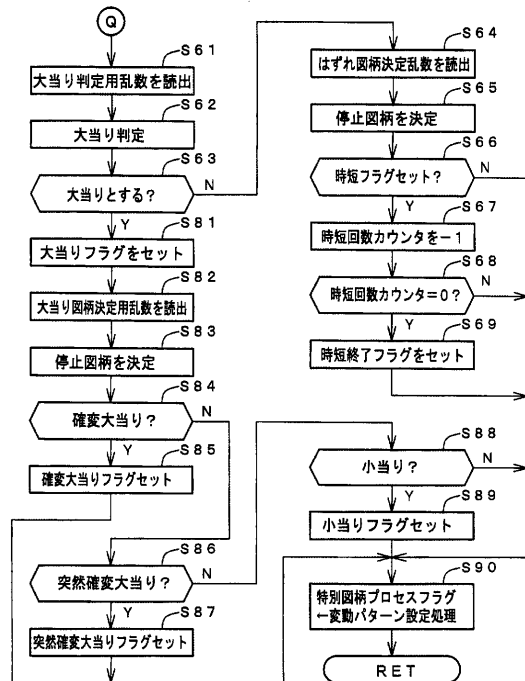 Q
S61
大当り判定用乱数を読出
S62
大当り判定
S63
大当りとする?
N
Y
S81
大当りフラグをセット
S82
大当り図柄決定用乱数を読出
S83
停止図柄を決定
S84
確変大当り?
N
Y
S85
確変大当りフラグセット
S86
突然確変大当り?
N
Y
S87
突然確変大当りフラグセット
S64
はずれ図柄決定乱数を読出
S65
停止図柄を決定
S66
時短フラグセット?
N
Y
S67
時短回数カウンタを-1
S68
時短回数カウンタ=0?
N
Y
S69
時短終了フラグをセット
S88
小当り?
N
Y
S89
小当りフラグセット
S90
特別図柄プロセスフラグ
←変動パターン設定処理
RET